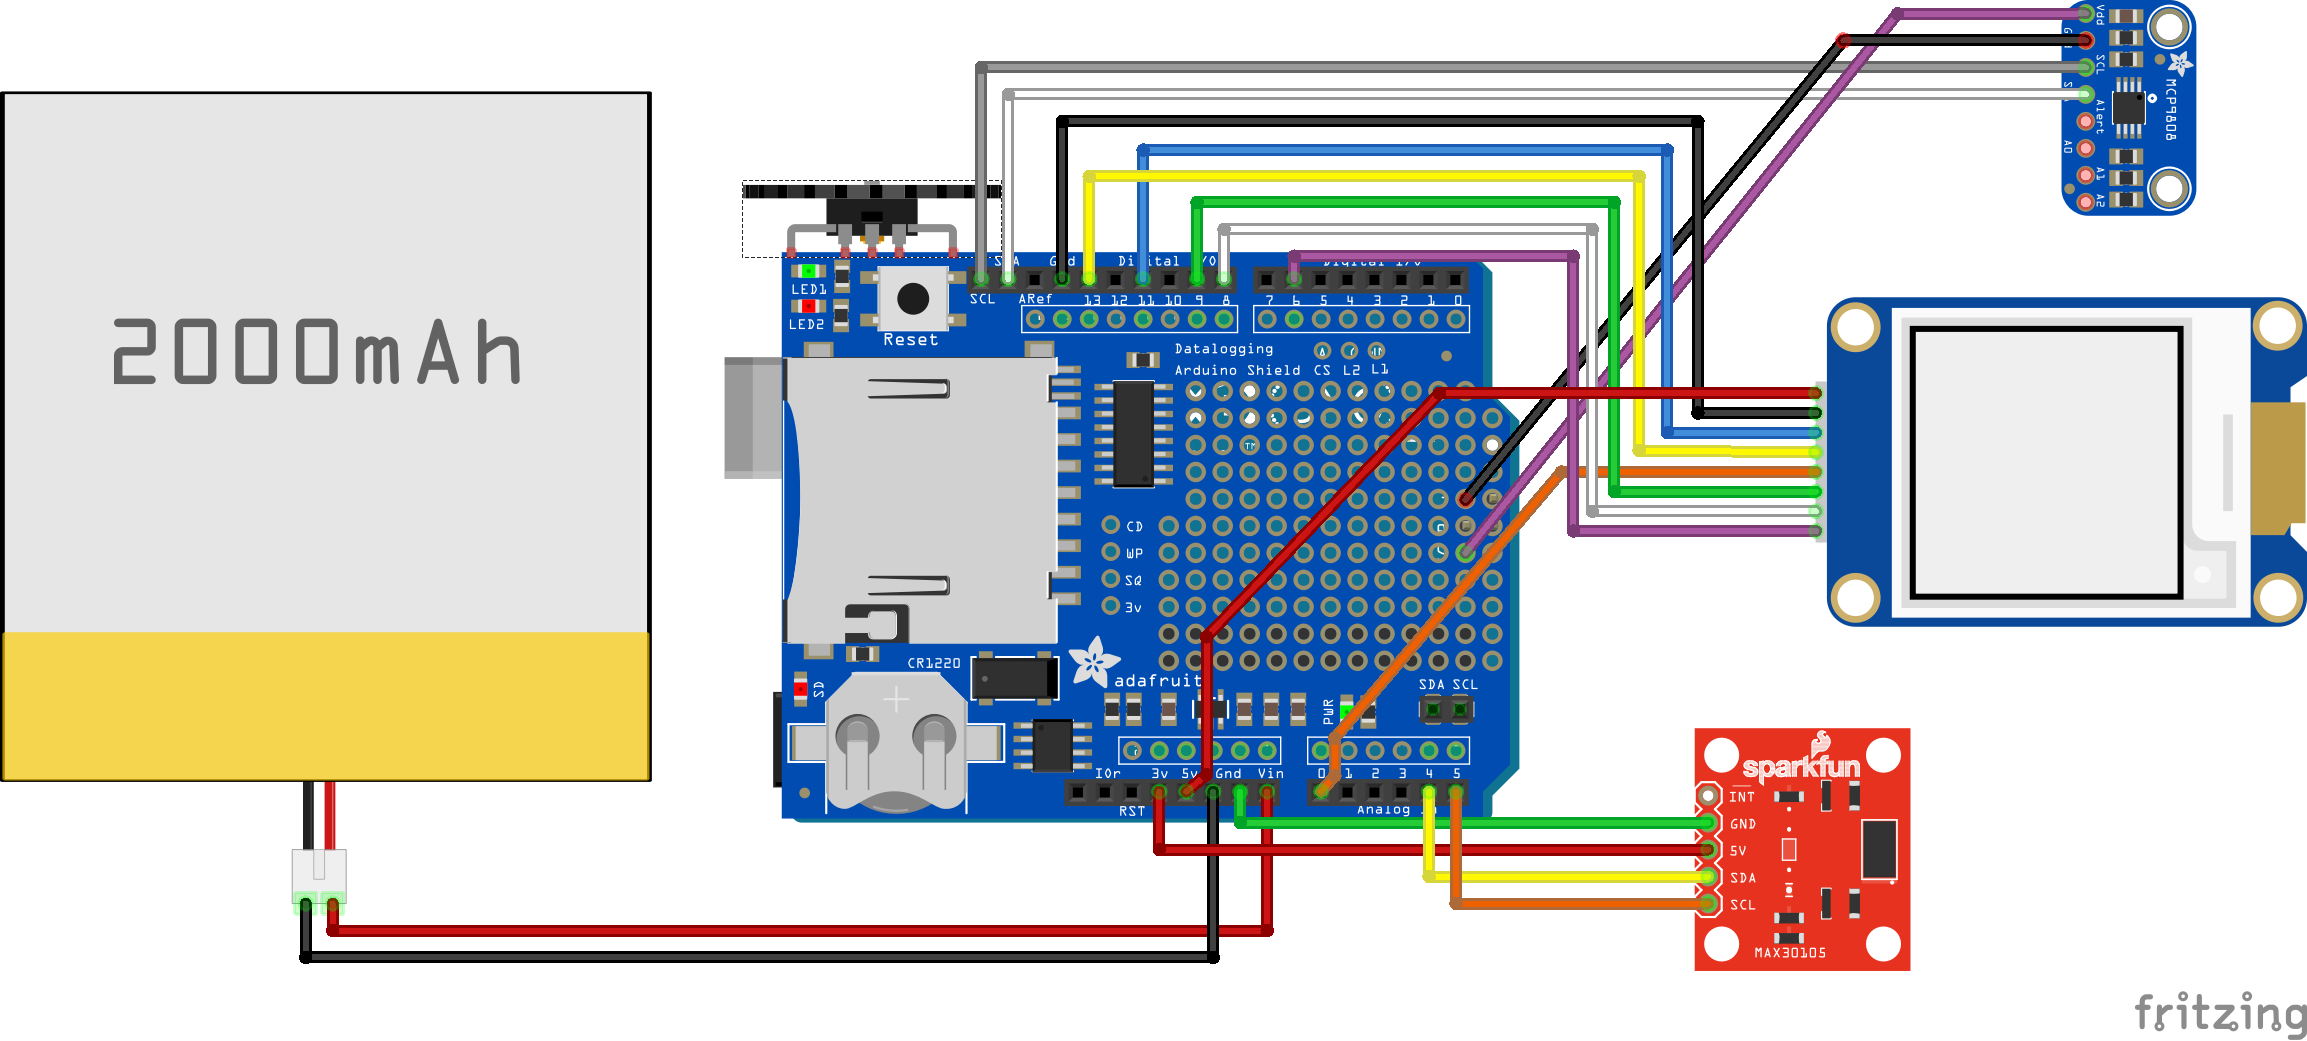 2000mAh
Vdd
SCL
Alert
A0
A1
A2
MCP9808
LED1
LED2
Reset
SCL
ARef
Gnd
Digital I/O
Digital I/O
13 12 11 10 9 8
7 6 5 4 3 2 1 0
Datalogging
Arduino Shield
CS L2 L1
CD
WP
SQ
3v
CR1220
SD
adafruit
SDA SCL
PWR
IOr
3v 5v Gnd Vin
RST
0 1 2 3 4 5
Analog
sparkfun
INT
GND
5V
SDA
SCL
MAX30105
fritzing